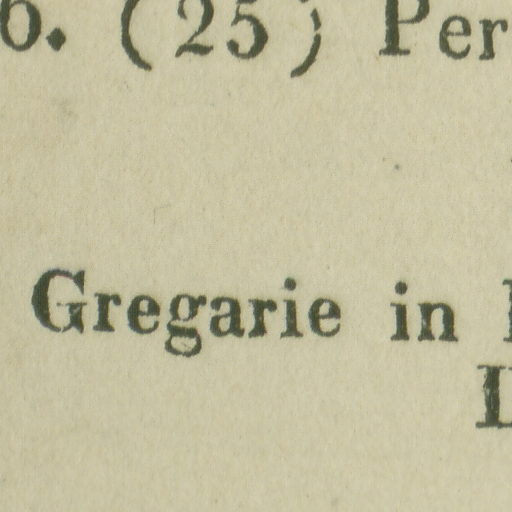 6. (25) Per
Gregarie in